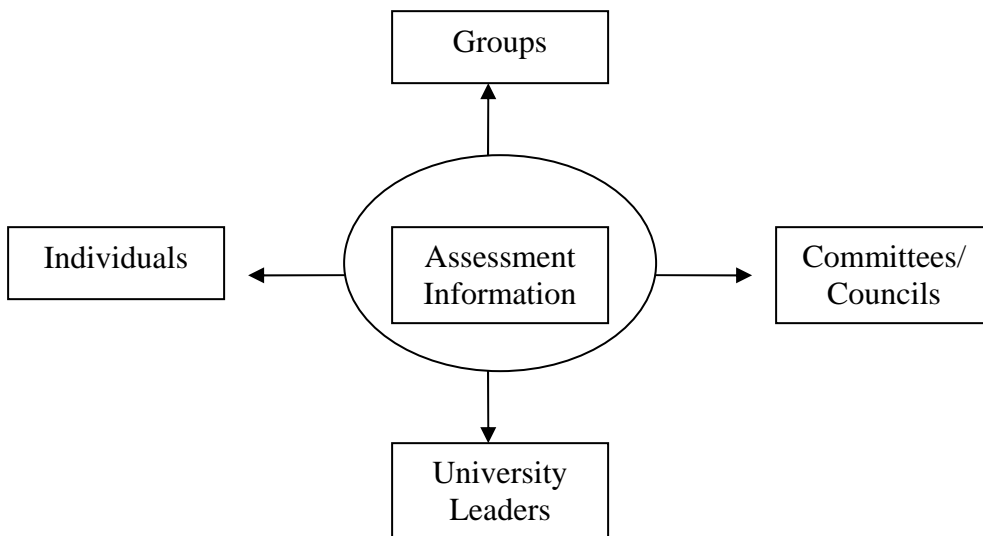 Groups
Individuals
Assessment
Information
Committees/
Councils
University
Leaders